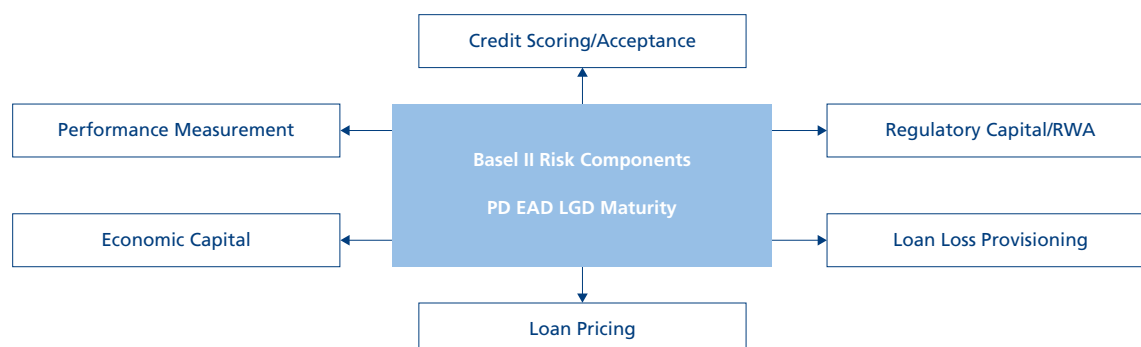 Credit Scoring/Acceptance
Performance Measurement
Regulatory Capital/RWA
Basel II Risk Components
PD EAD LGD Maturity
Economic Capital
Loan Loss Provisioning
Loan Pricing